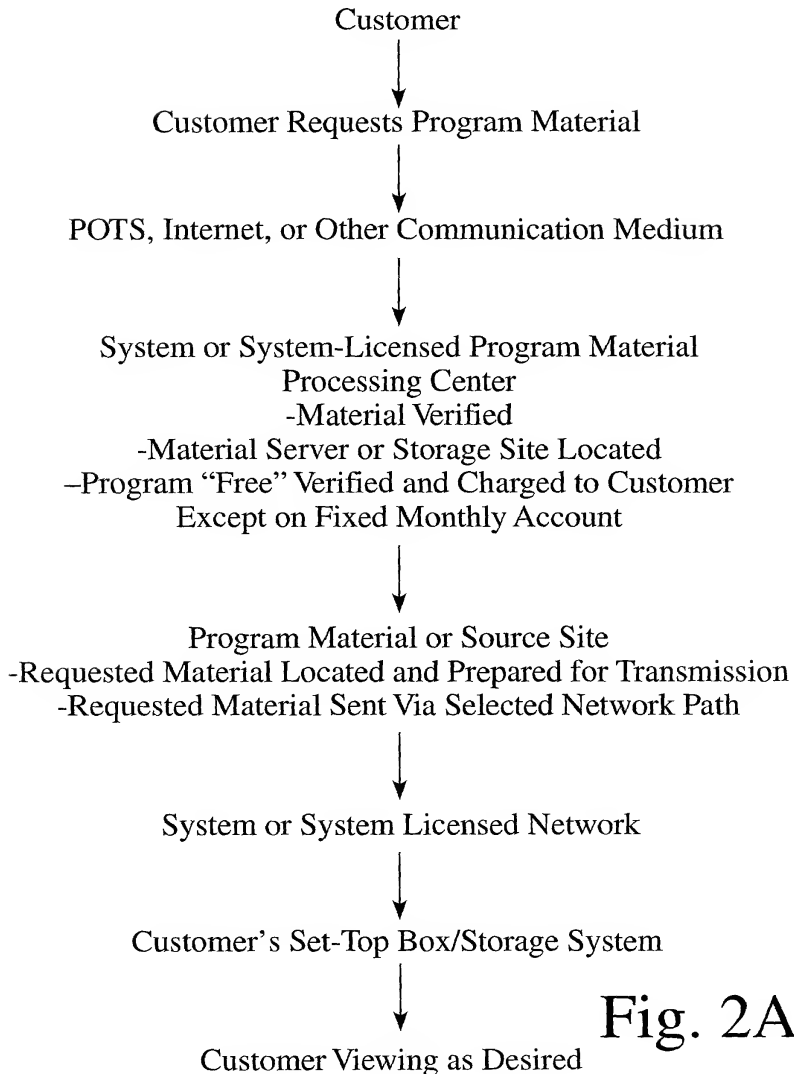 Customer
Customer Requests Program Material
POTS, Internet, or Other Communication Medium
System or System-Licensed Program Material
Processing Center
-Material Verified
-Material Server or Storage Site Located
–Program “Free” Verified and Charged to Customer
Except on Fixed Monthly Account
Program Material or Source Site
-Requested Material Located and Prepared for Transmission
-Requested Material Sent Via Selected Network Path
System or System Licensed Network
Customer’s Set-Top Box/Storage System
Customer Viewing as Desired
Fig. 2A